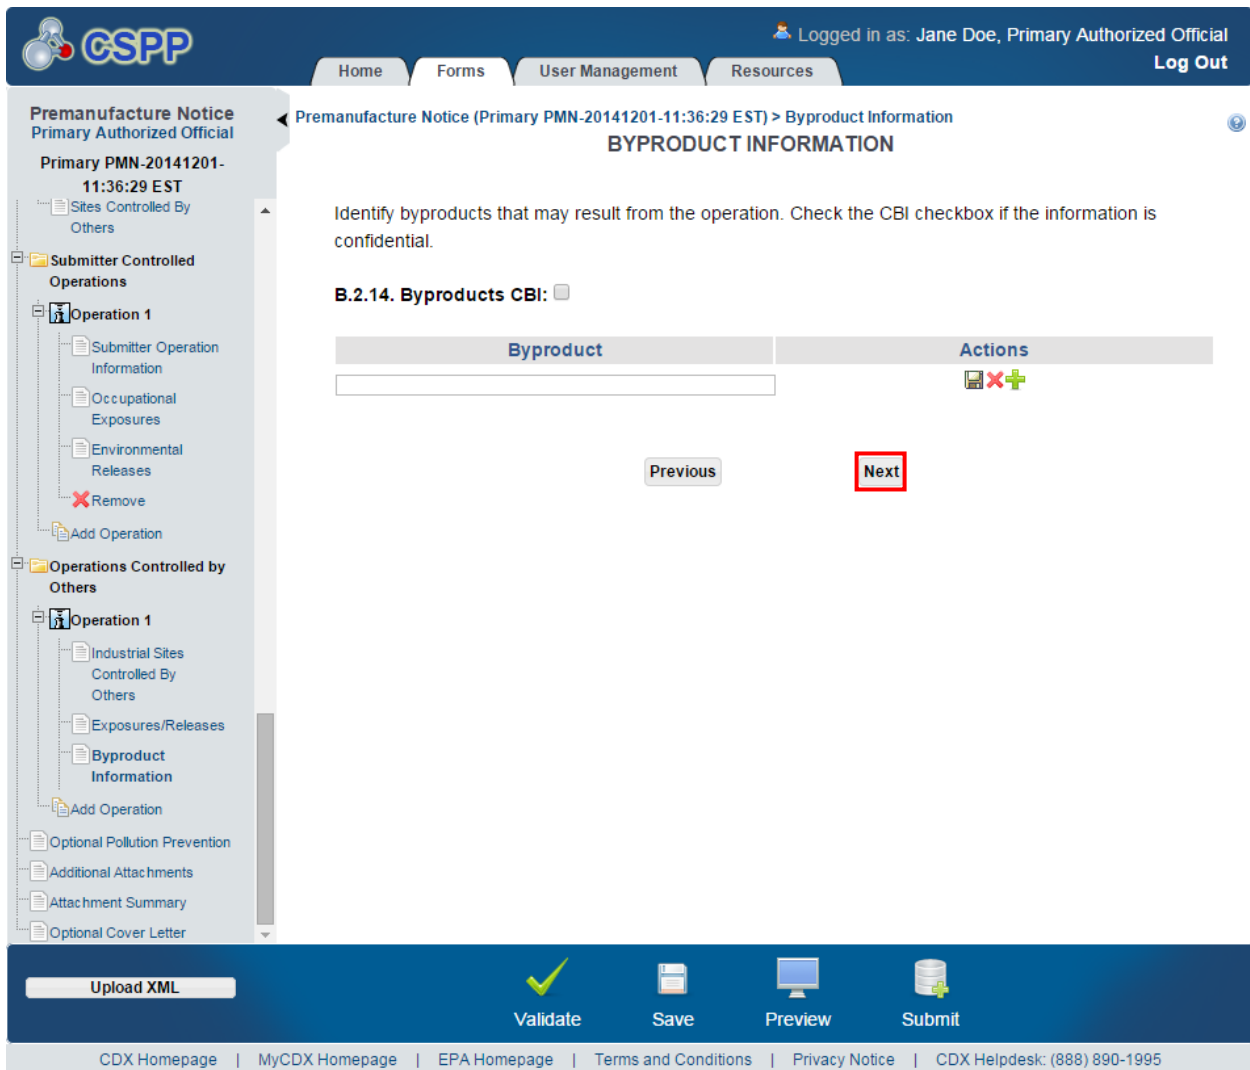 CSPP
Logged in as: Jane Doe, Primary Authorized Official
Log Out
Home Forms User Management Resources
Premanufacture Notice
Primary Authorized Official
Primary PMN-20141201-
11:36:29 EST
Sites Controlled By
Others
Submitter Controlled
Operations
Operation 1
Submitter Operation
Information
Occupational
Exposures
Environmental
Releases
Remove
Add Operation
Operations Controlled by
Others
Operation 1
Industrial Sites
Controlled By
Others
Exposures/Releases
Byproduct
Information
Add Operation
Optional Pollution Prevention
Additional Attachments
Attachment Summary
Optional Cover Letter
Premanufacture Notice (Primary PMN-20141201-11:36:29 EST) > Byproduct Information
BYPRODUCT INFORMATION
Identify byproducts that may result from the operation. Check the CBI checkbox if the information is
confidential.
B.2.14. Byproducts CBI:
Byproduct Actions
Previous Next
Upload XML
Validate Save Preview Submit
CDX Homepage | MyCDX Homepage | EPA Homepage | Terms and Conditions | Privacy Notice | CDX Helpdesk: (888) 890-1995